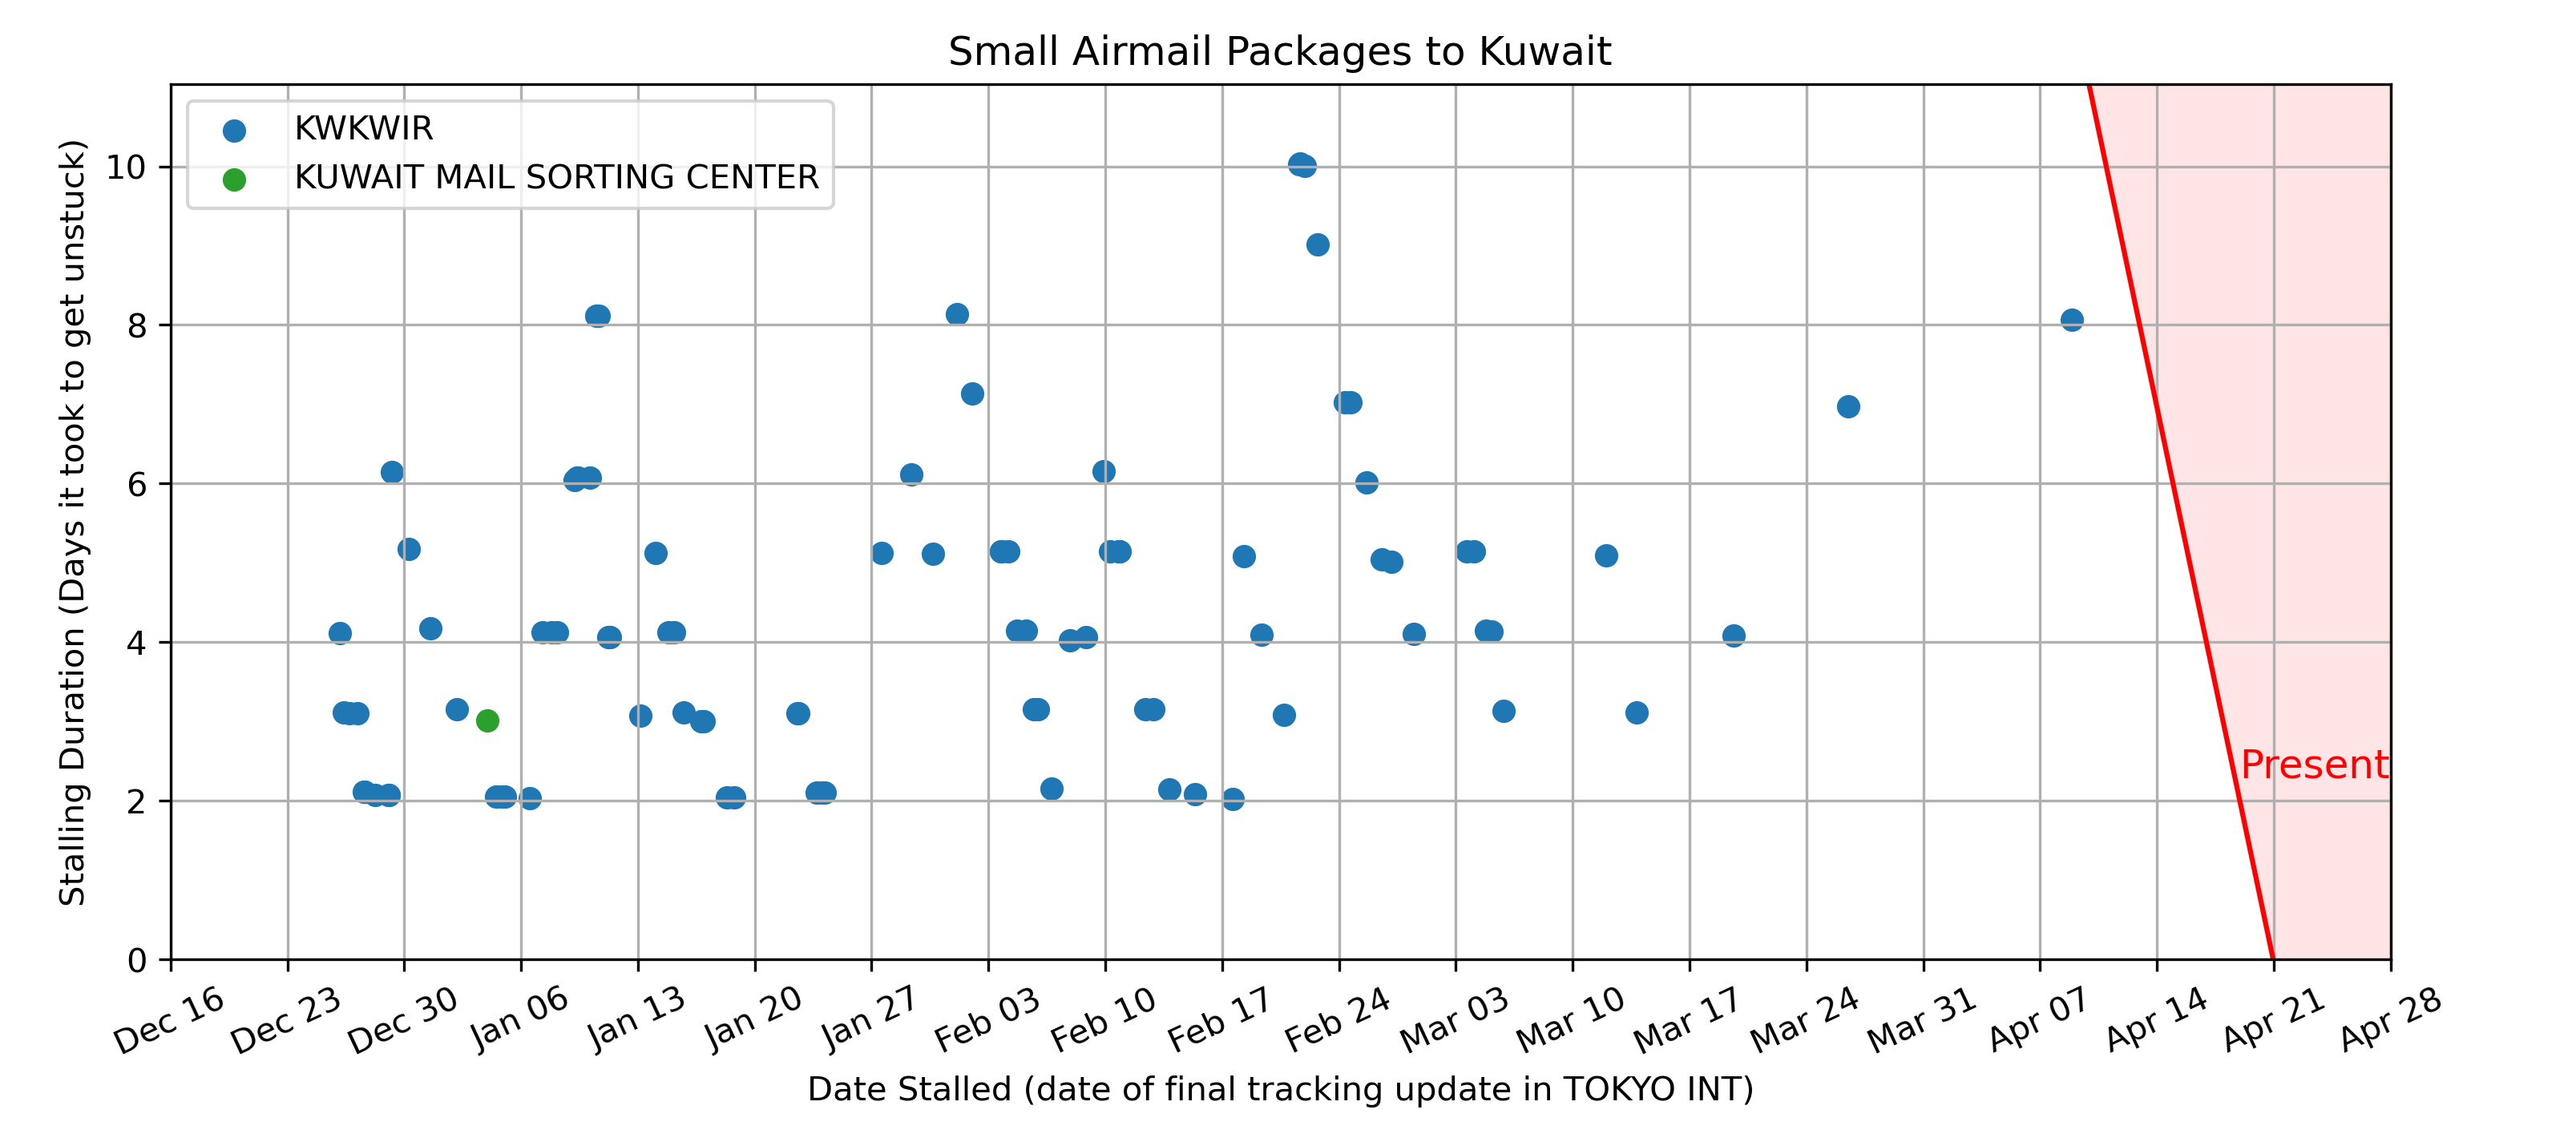 Small Airmail Packages to Kuwait
KWKWIR
KUWAIT MAIL SORTING CENTER
Stalling Duration (Days it took to get unstuck)
10
8
6
4
2
0
Present
Dec 16
Dec 23
Dec 30
Jan 06
Jan 13
Jan 20
Jan 27
Feb 03
Feb 10
Feb 17
Feb 24
Mar 03
Mar 10
Mar 17
Mar 24
Mar 31
Apr 07
Apr 14
Apr 21
Apr 28
Date Stalled (date of final tracking update in TOKYO INT)